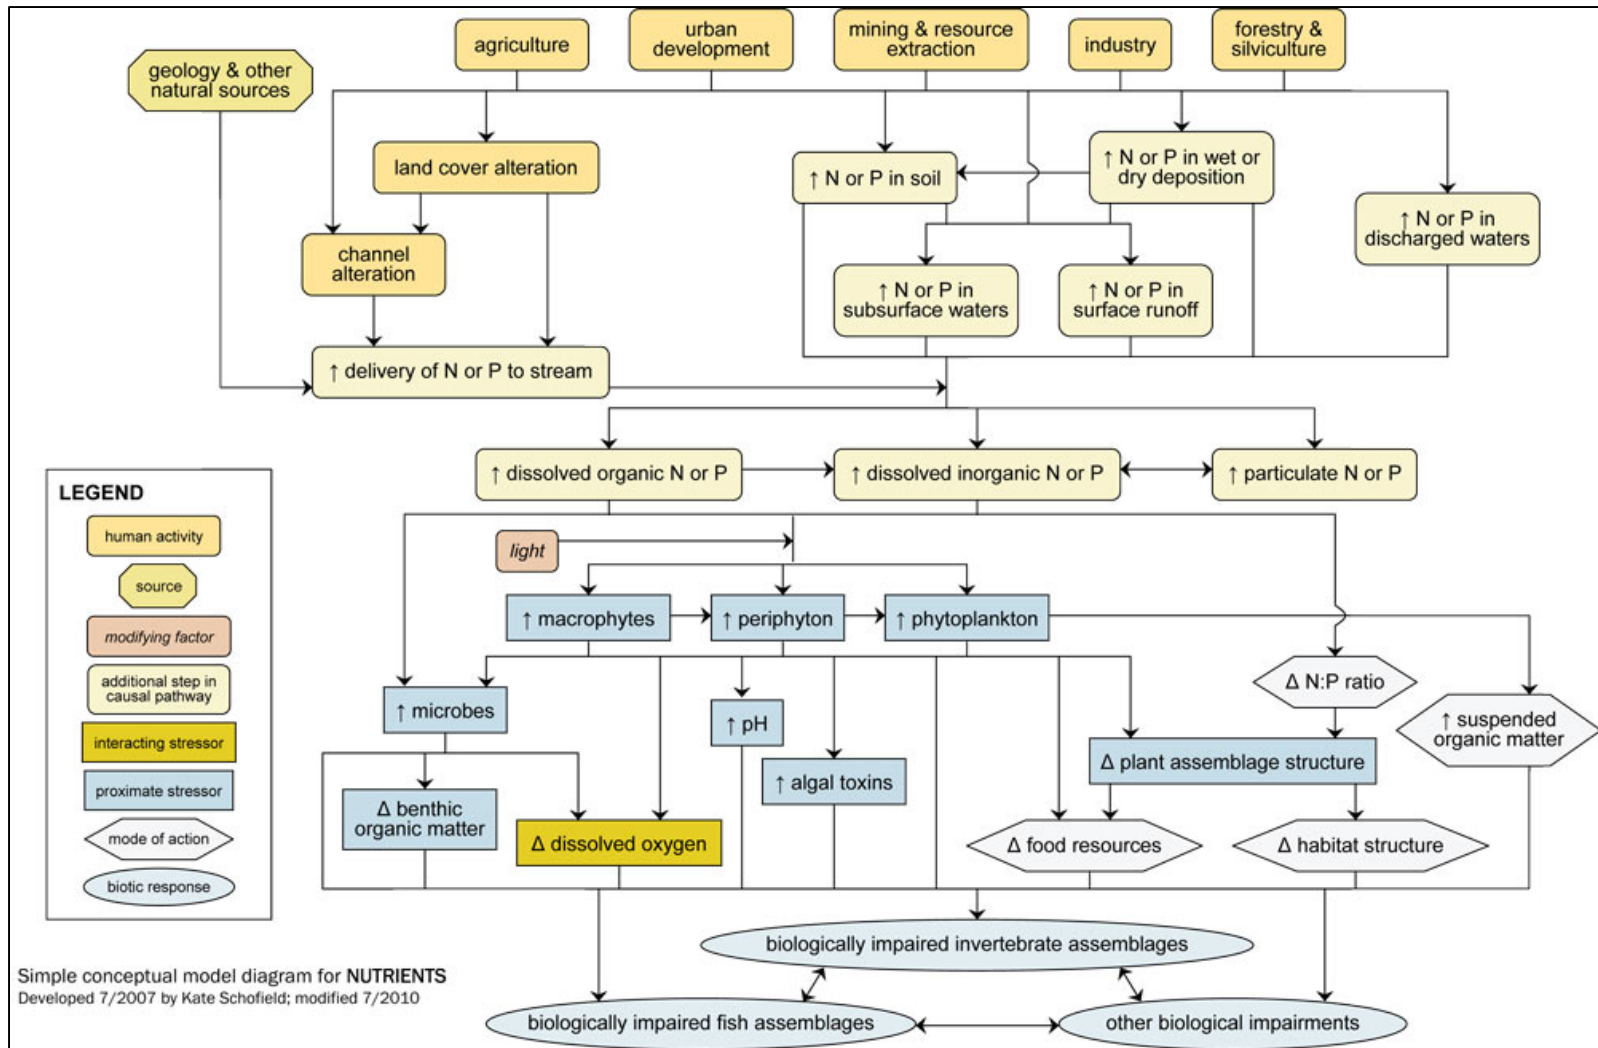 agriculture
urban
development
mining & resource
extraction
industry
forestry &
silviculture
geology & other
natural sources
land cover alteration
↑ N or P in soil
↑ N or P in wet or
dry deposition
↑ N or P in
discharged waters
channel
alteration
↑ N or P in
subsurface waters
↑ N or P in
surface runoff
↑ delivery of N or P to stream
↑ dissolved organic N or P
↑ dissolved inorganic N or P
↑ particulate N or P
LEGEND
human activity
source
modifying factor
additional step in
causal pathway
interacting stressor
proximate stressor
mode of action
biotic response
light
↑ macrophytes
↑ periphyton
↑ phytoplankton
Δ N:P ratio
↑ microbes
↑ pH
↑ suspended
organic matter
Δ plant assemblage structure
↑ algal toxins
Δ benthic
organic matter
Δ dissolved oxygen
Δ food resources
Δ habitat structure
biologically impaired invertebrate assemblages
biologically impaired fish assemblages
other biological impairments
Simple conceptual model diagram for NUTRIENTS
Developed 7/2007 by Kate Schofield; modified 7/2010